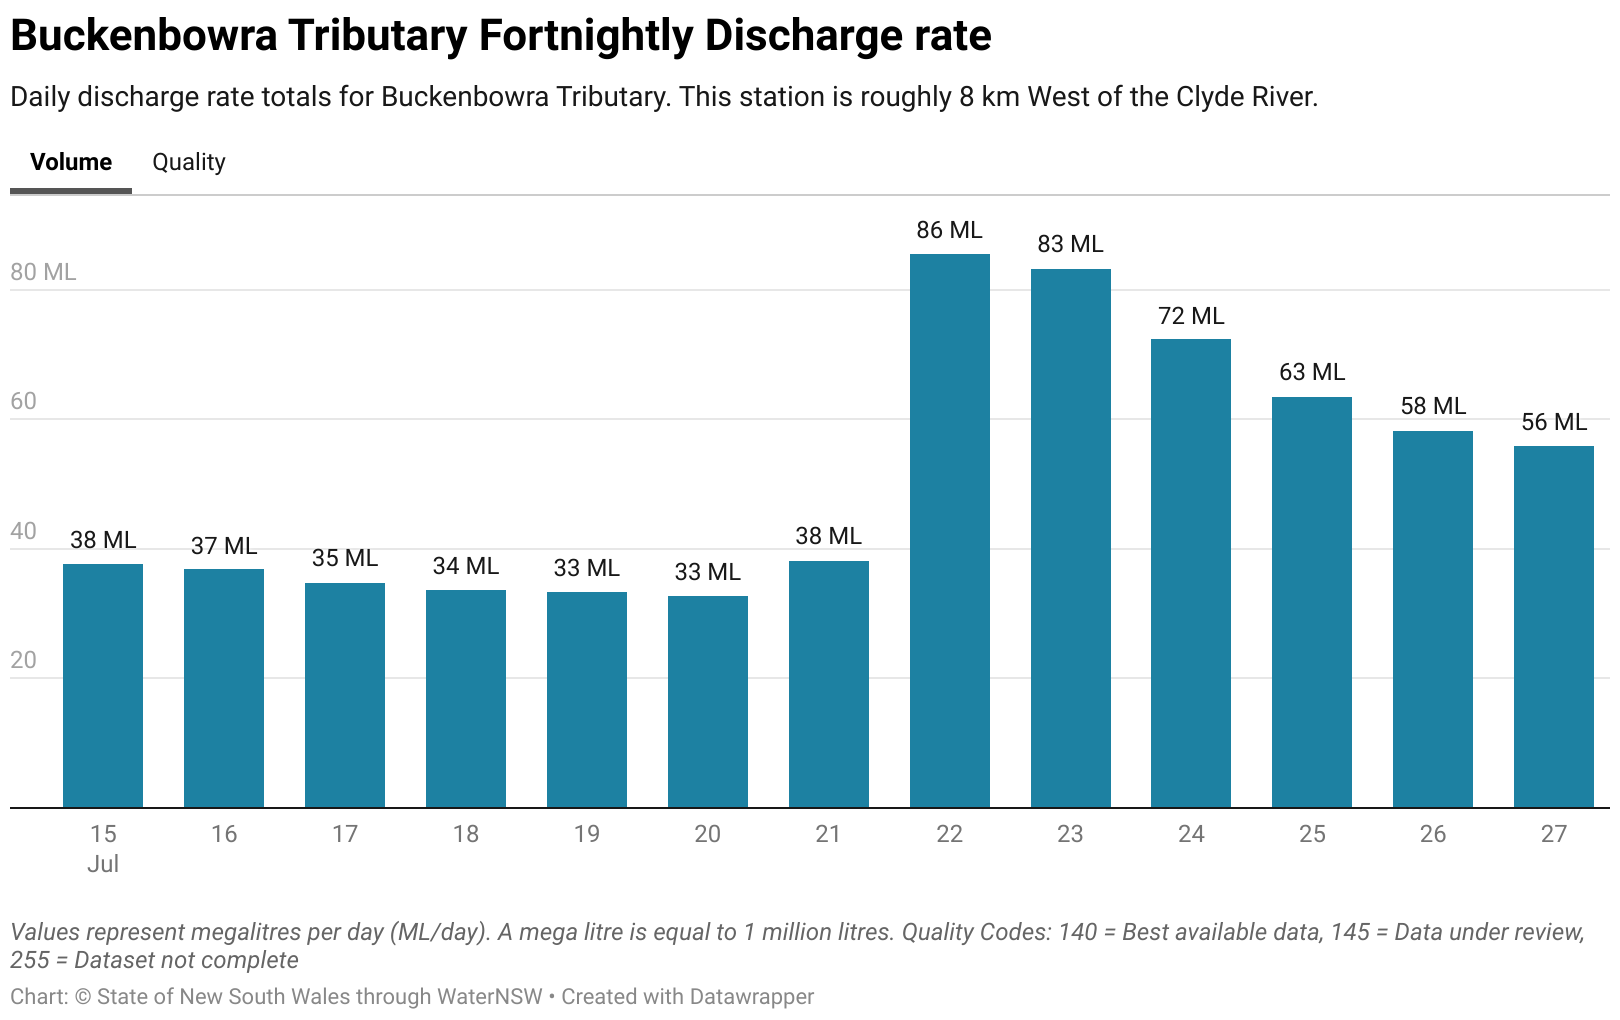 Buckenbowra Tributary Fortnightly Discharge rate
Daily discharge rate totals for Buckenbowra Tributary. This station is roughly 8 km West of the Clyde River.
Volume Quality
86 ML
83 ML
80 ML
72 ML
63 ML
60
58 ML
56 ML
40
38 ML
37 ML
35 ML
34 ML
33 ML
33 ML
38 ML
20
15 16 17 18 19 20 21 22 23 24 25 26 27
Jul
Values represent megalitres per day (ML/day). A mega litre is equal to 1 million litres. Quality Codes: 140 = Best available data, 145 = Data under review,
255 = Dataset not complete
Chart: © State of New South Wales through WaterNSW • Created with Datawrapper